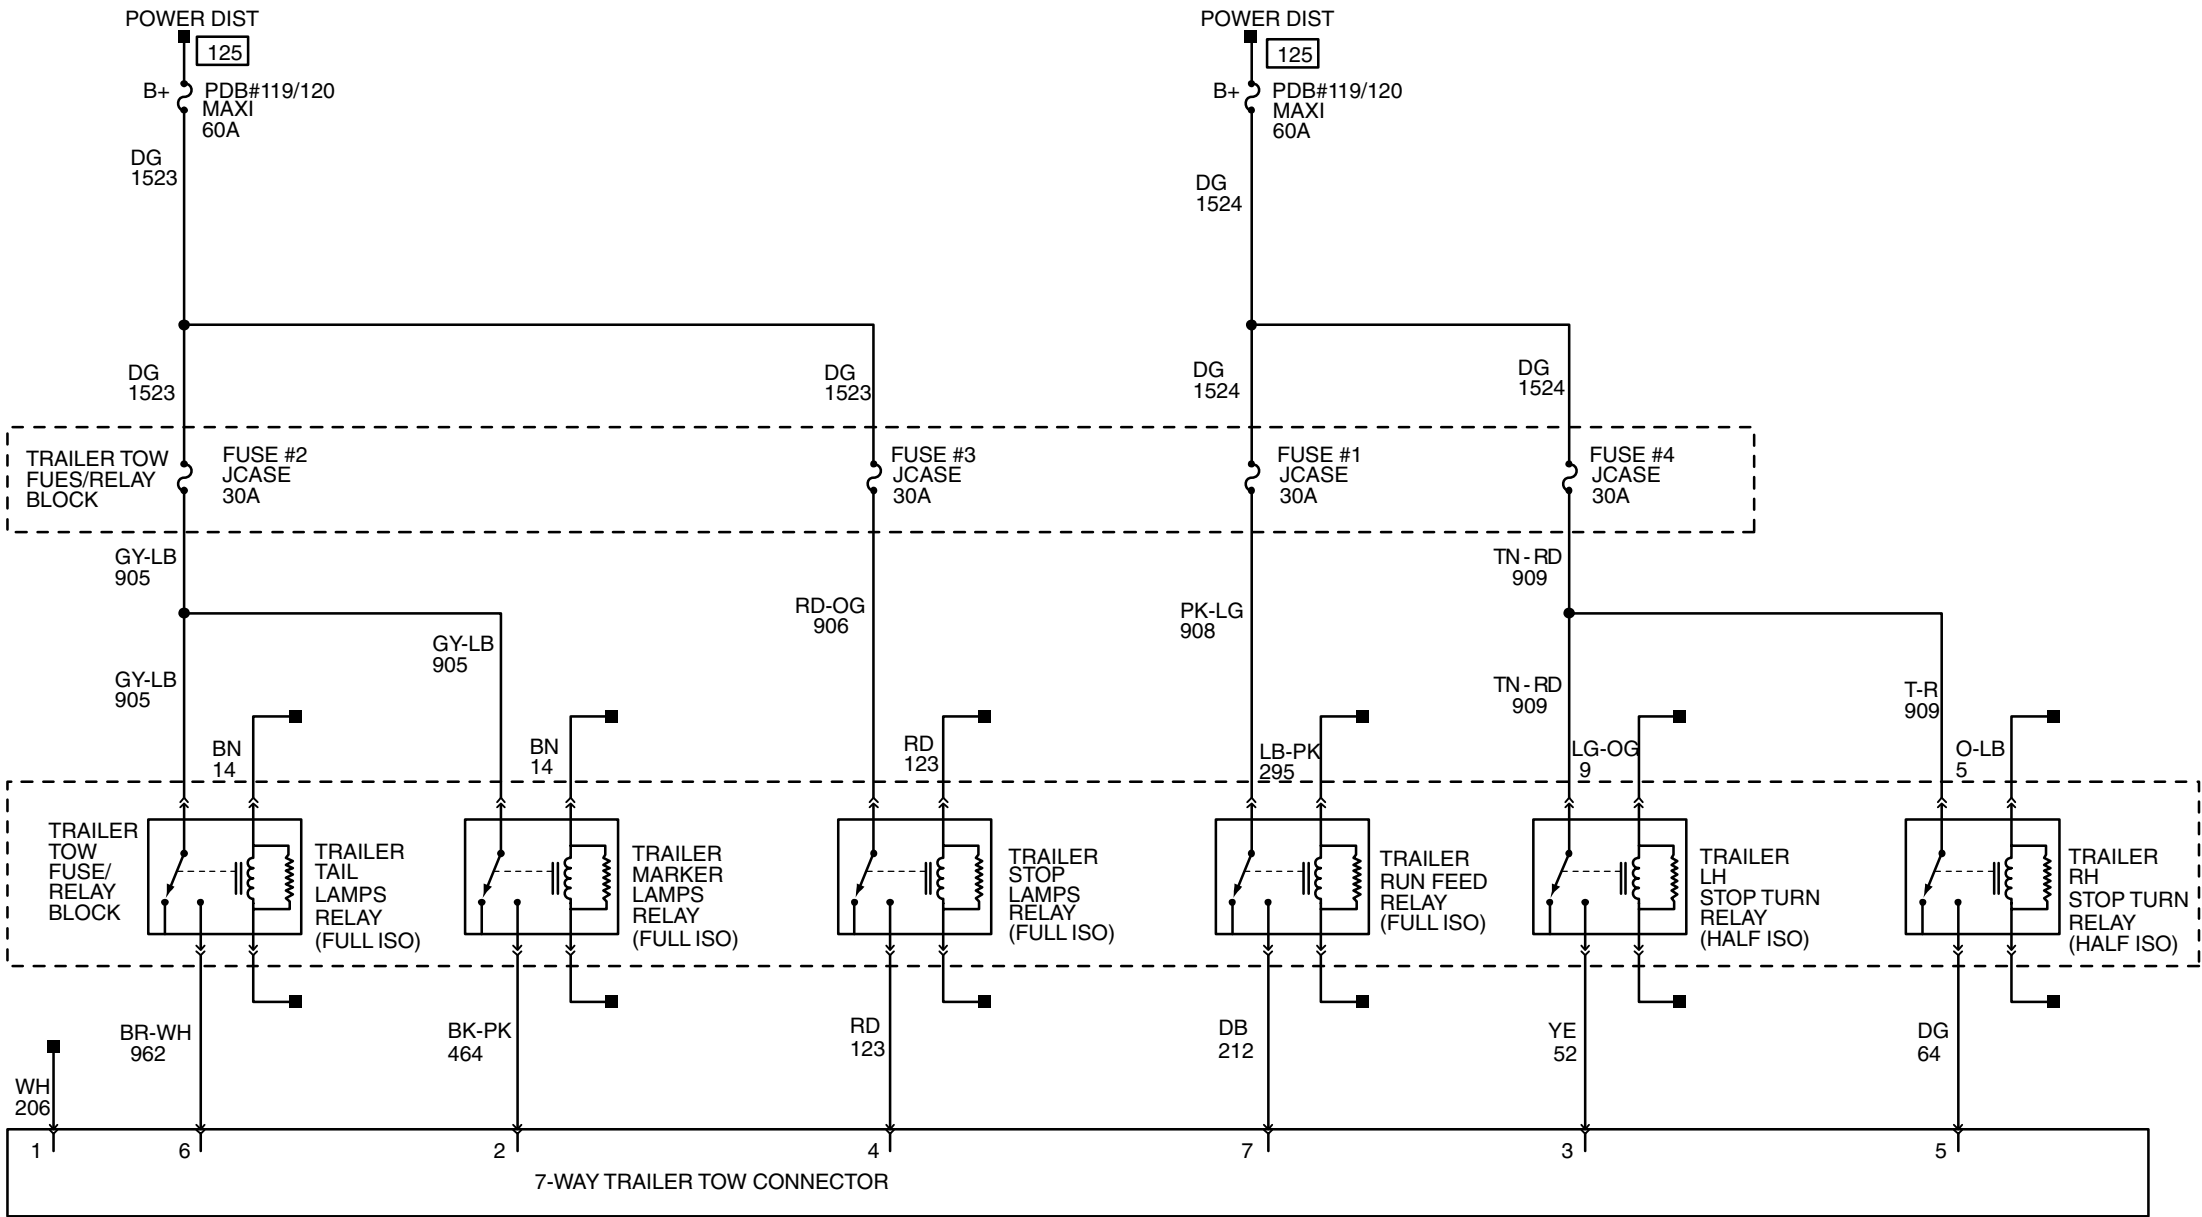 POWER DIST
125
B+
PDB#119/120
MAXI
60A
DG
1523
POWER DIST
125
B+
PDB#119/120
MAXI
60A
DG
1524
DG
1523
DG
1523
DG
1524
DG
1524
TRAILER TOW
FUES/RELAY
BLOCK
FUSE #2
JCASE
30A
FUSE #3
JCASE
30A
FUSE #1
JCASE
30A
FUSE #4
JCASE
30A
GY-LB
905
GY-LB
905
GY-LB
905
RD-OG
906
PK-LG
908
TN-RD
909
TN-RD
909
T-R
909
BN
14
BN
14
RD
123
LB-PK
295
LG-OG
9
O-LB
5
TRAILER
TOW
FUSE/
RELAY
BLOCK
TRAILER
TAIL
LAMPS
RELAY
(FULL ISO)
TRAILER
MARKER
LAMPS
RELAY
(FULL ISO)
TRAILER
STOP
LAMPS
RELAY
(FULL ISO)
TRAILER
RUN FEED
RELAY
(FULL ISO)
TRAILER
LH
STOP TURN
RELAY
(HALF ISO)
TRAILER
RH
STOP TURN
RELAY
(HALF ISO)
WH
206
BR-WH
962
BK-PK
464
RD
123
DB
212
YE
52
DG
64
1
6
2
4
7
3
5
7-WAY TRAILER TOW CONNECTOR